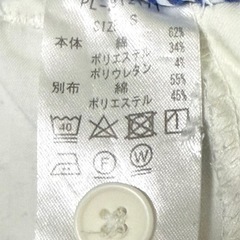 SIZE S
本体 綿 62%
ポリエステル 34%
ポリウレタン 4%
別布 綿 55%
ポリエステル 45%
40
F
W